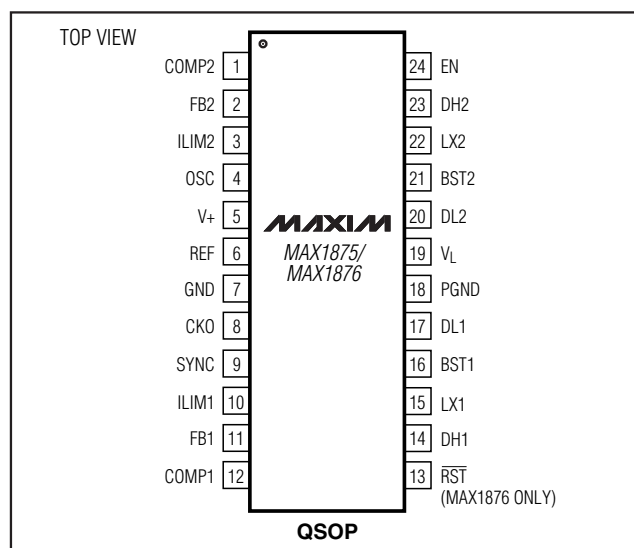 TOP VIEW
COMP2 1
FB2 2
ILIM2 3
OSC 4
V+ 5
REF 6
GND 7
CKO 8
SYNC 9
ILIM1 10
FB1 11
COMP1 12
MAXIM
MAX1875/
MAX1876
24 EN
23 DH2
22 LX2
21 BST2
20 DL2
19 VL
18 PGND
17 DL1
16 BST1
15 LX1
14 DH1
13 RST
(MAX1876 ONLY)
QSOP